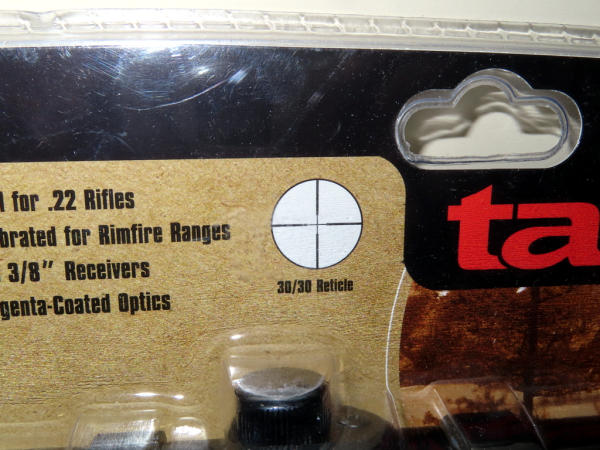 l for .22 Rifles
brated for Rimfire Ranges
3/8" Receivers
genta-Coated Optics
30/30 Reticle
ta